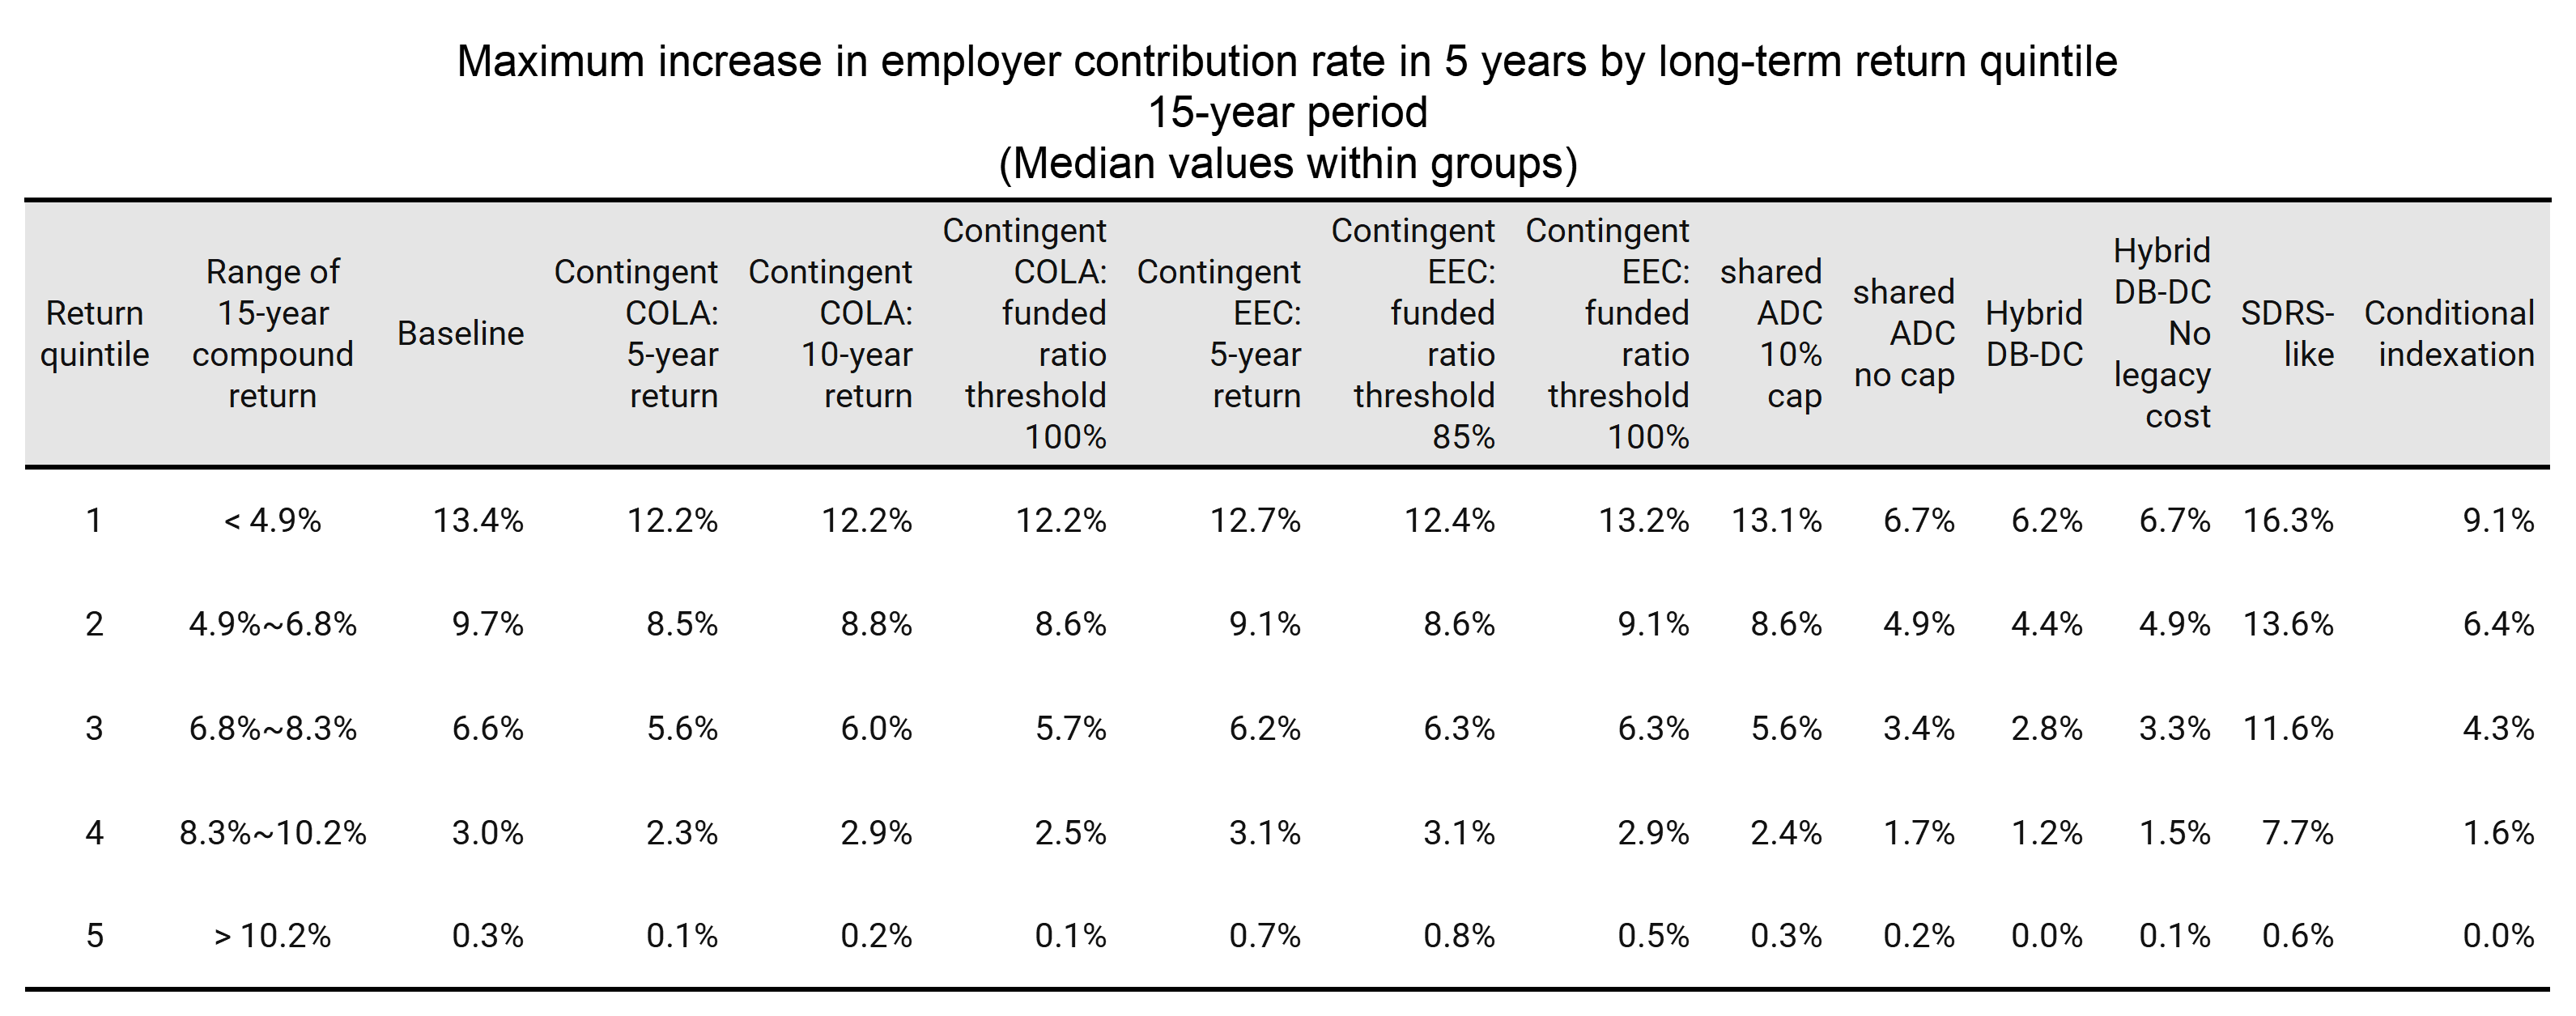 Maximum increase in employer contribution rate in 5 years by long-term return quintile
15-year period
(Median values within groups)
Return quintile | Range of 15-year compound return | Baseline | Contingent COLA: 5-year return | Contingent COLA: 10-year return | Contingent COLA: funded ratio threshold 100% | Contingent EEC: 5-year return | Contingent EEC: funded ratio threshold 85% | Contingent EEC: funded ratio threshold 100% | shared ADC 10% cap | shared ADC no cap | Hybrid DB-DC | Hybrid DB-DC No legacy cost | SDRS-like | Conditional indexation
1 | < 4.9% | 13.4% | 12.2% | 12.2% | 12.2% | 12.7% | 12.4% | 13.2% | 13.1% | 6.7% | 6.2% | 6.7% | 16.3% | 9.1%
2 | 4.9%~6.8% | 9.7% | 8.5% | 8.8% | 8.6% | 9.1% | 8.6% | 9.1% | 8.6% | 4.9% | 4.4% | 4.9% | 13.6% | 6.4%
3 | 6.8%~8.3% | 6.6% | 5.6% | 6.0% | 5.7% | 6.2% | 6.3% | 6.3% | 5.6% | 3.4% | 2.8% | 3.3% | 11.6% | 4.3%
4 | 8.3%~10.2% | 3.0% | 2.3% | 2.9% | 2.5% | 3.1% | 3.1% | 2.9% | 2.4% | 1.7% | 1.2% | 1.5% | 7.7% | 1.6%
5 | > 10.2% | 0.3% | 0.1% | 0.2% | 0.1% | 0.7% | 0.8% | 0.5% | 0.3% | 0.2% | 0.0% | 0.1% | 0.6% | 0.0%